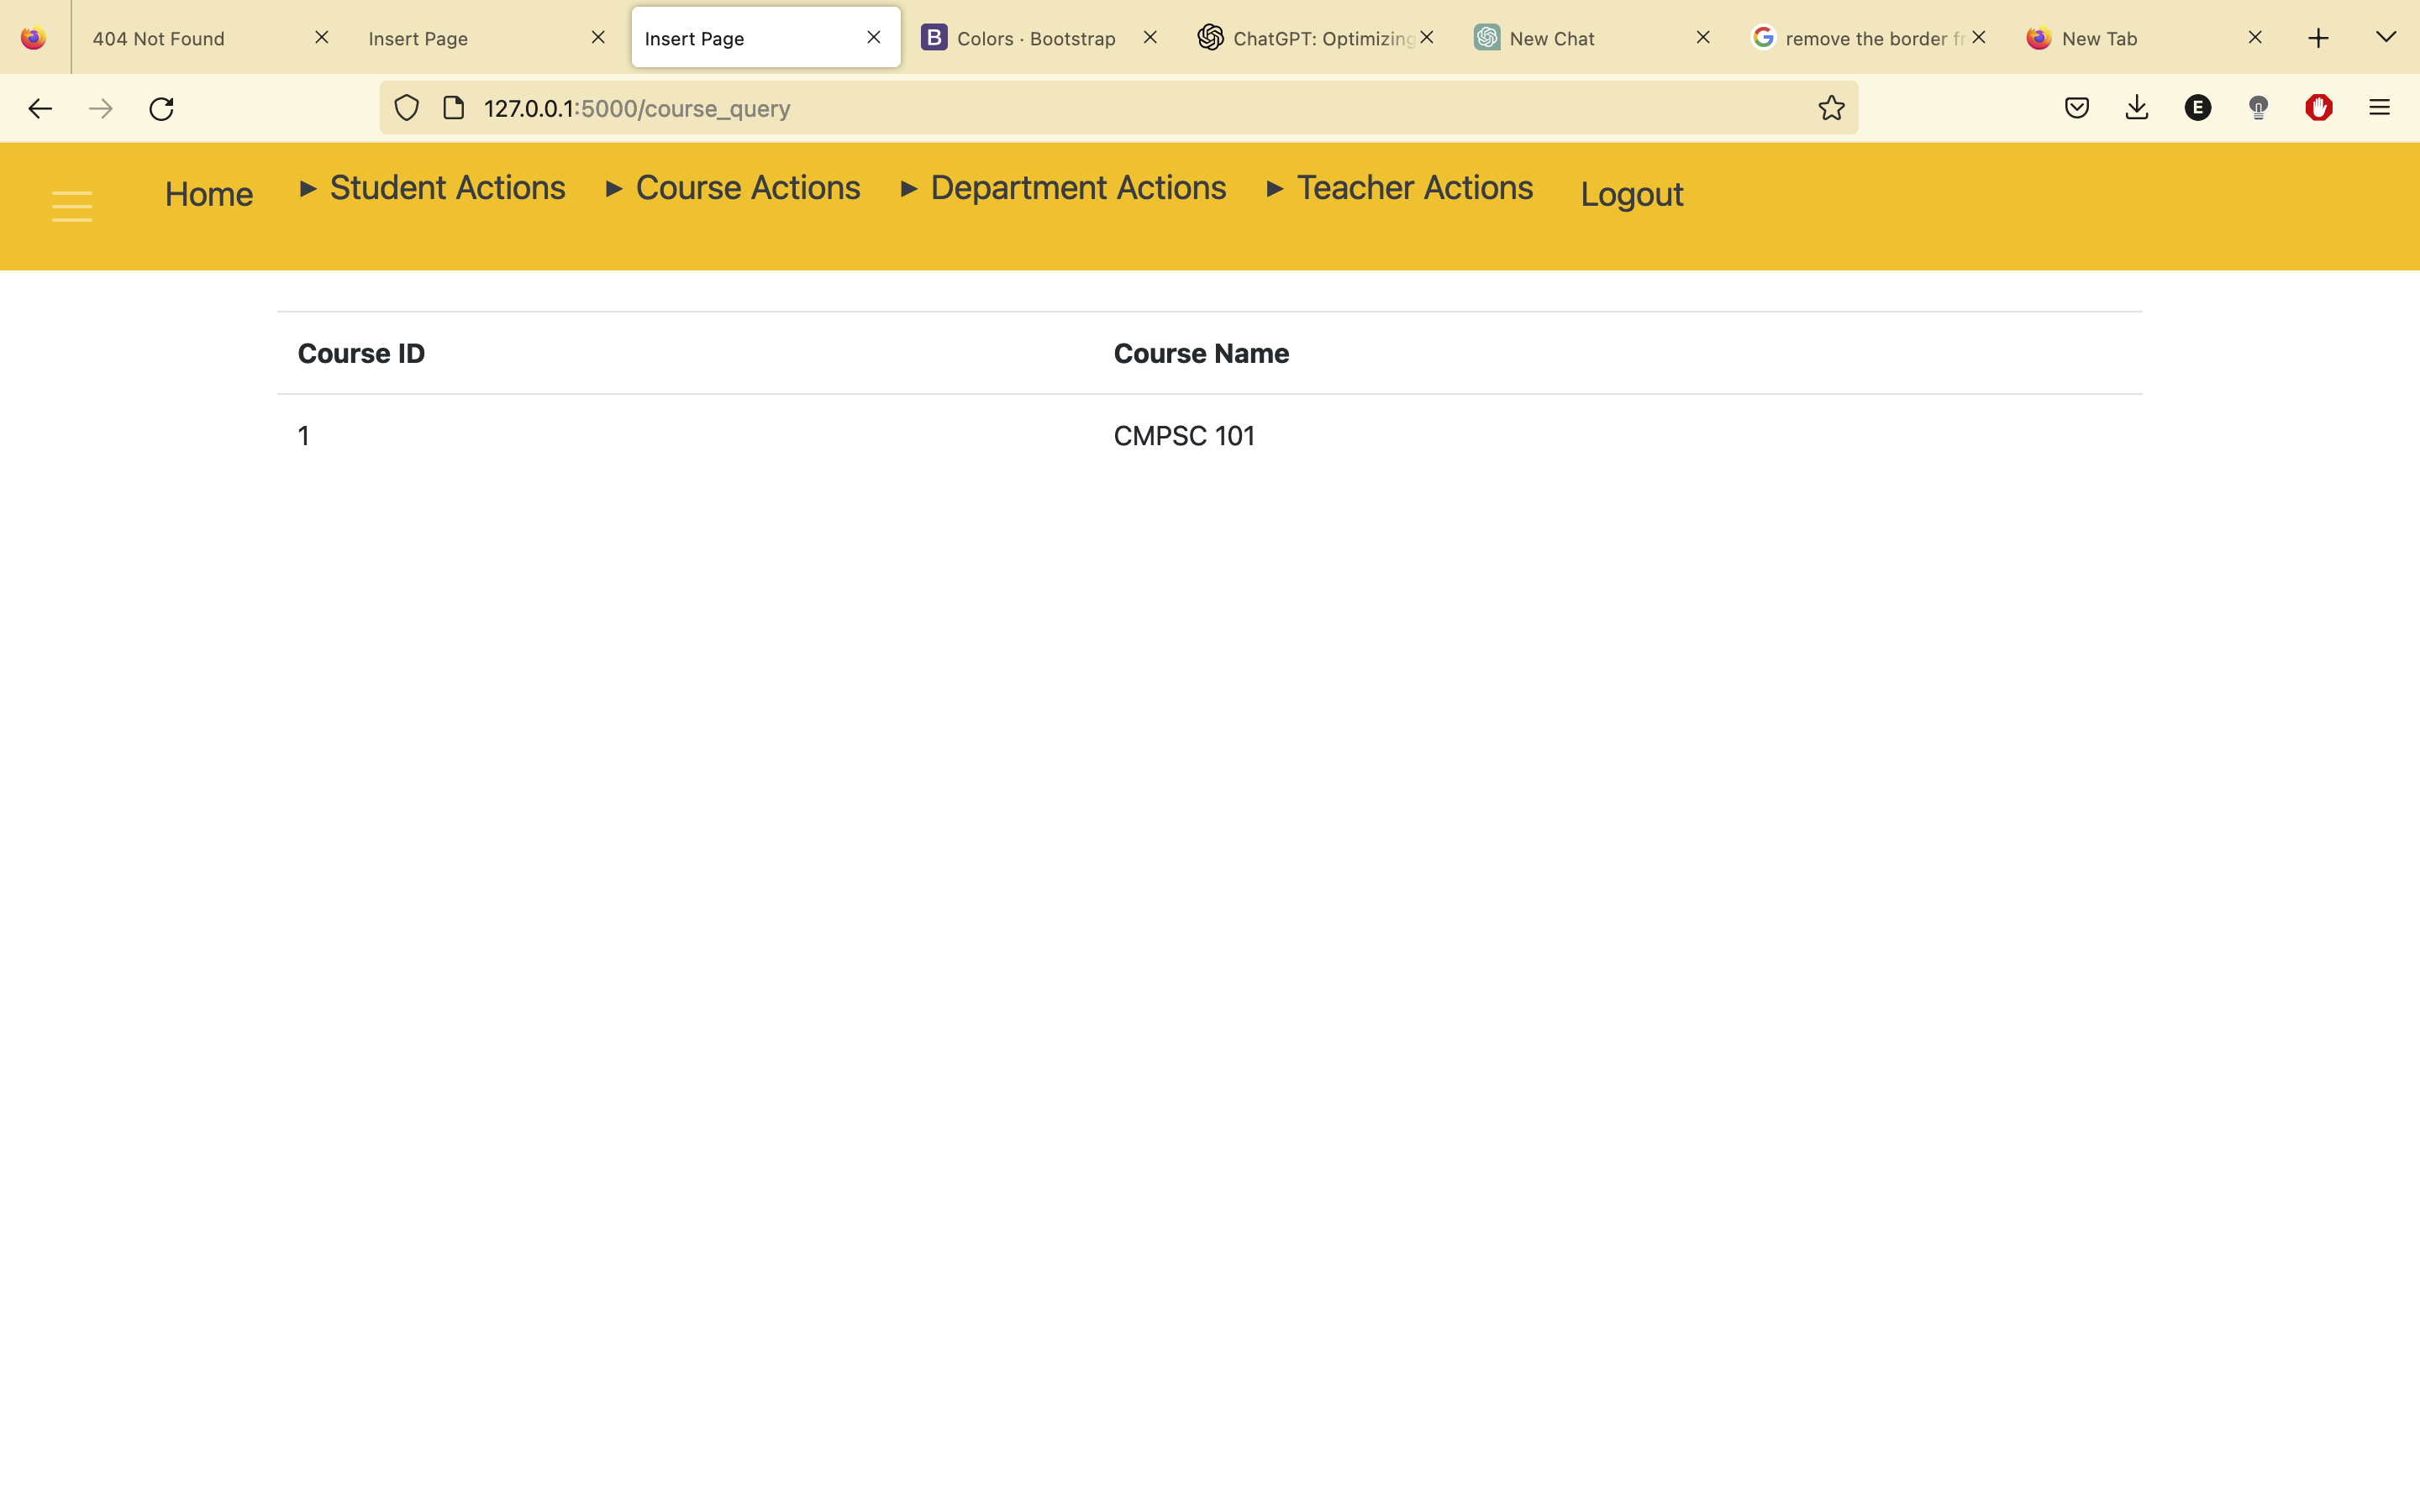 404 Not Found
Insert Page
Insert Page
B Colors · Bootstrap
ChatGPT: Optimizing
New Chat
remove the border fr
New Tab
127.0.0.1:5000/course_query
E
Home
► Student Actions
► Course Actions
► Department Actions
► Teacher Actions
Logout
Course ID Course Name
1 CMPSC 101